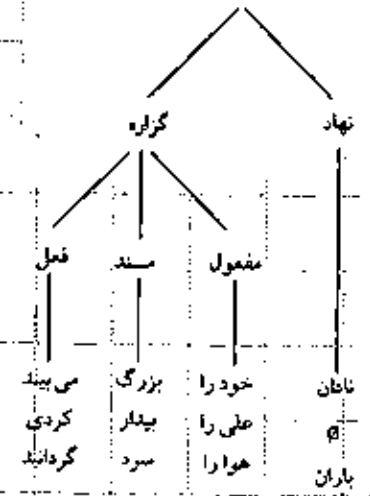 نهاد گزاره
مفعول مسند فعل
نادان خود را بزرگ می بیند
ø علی را بیدار کردی
باران هوا را سرد گردانید